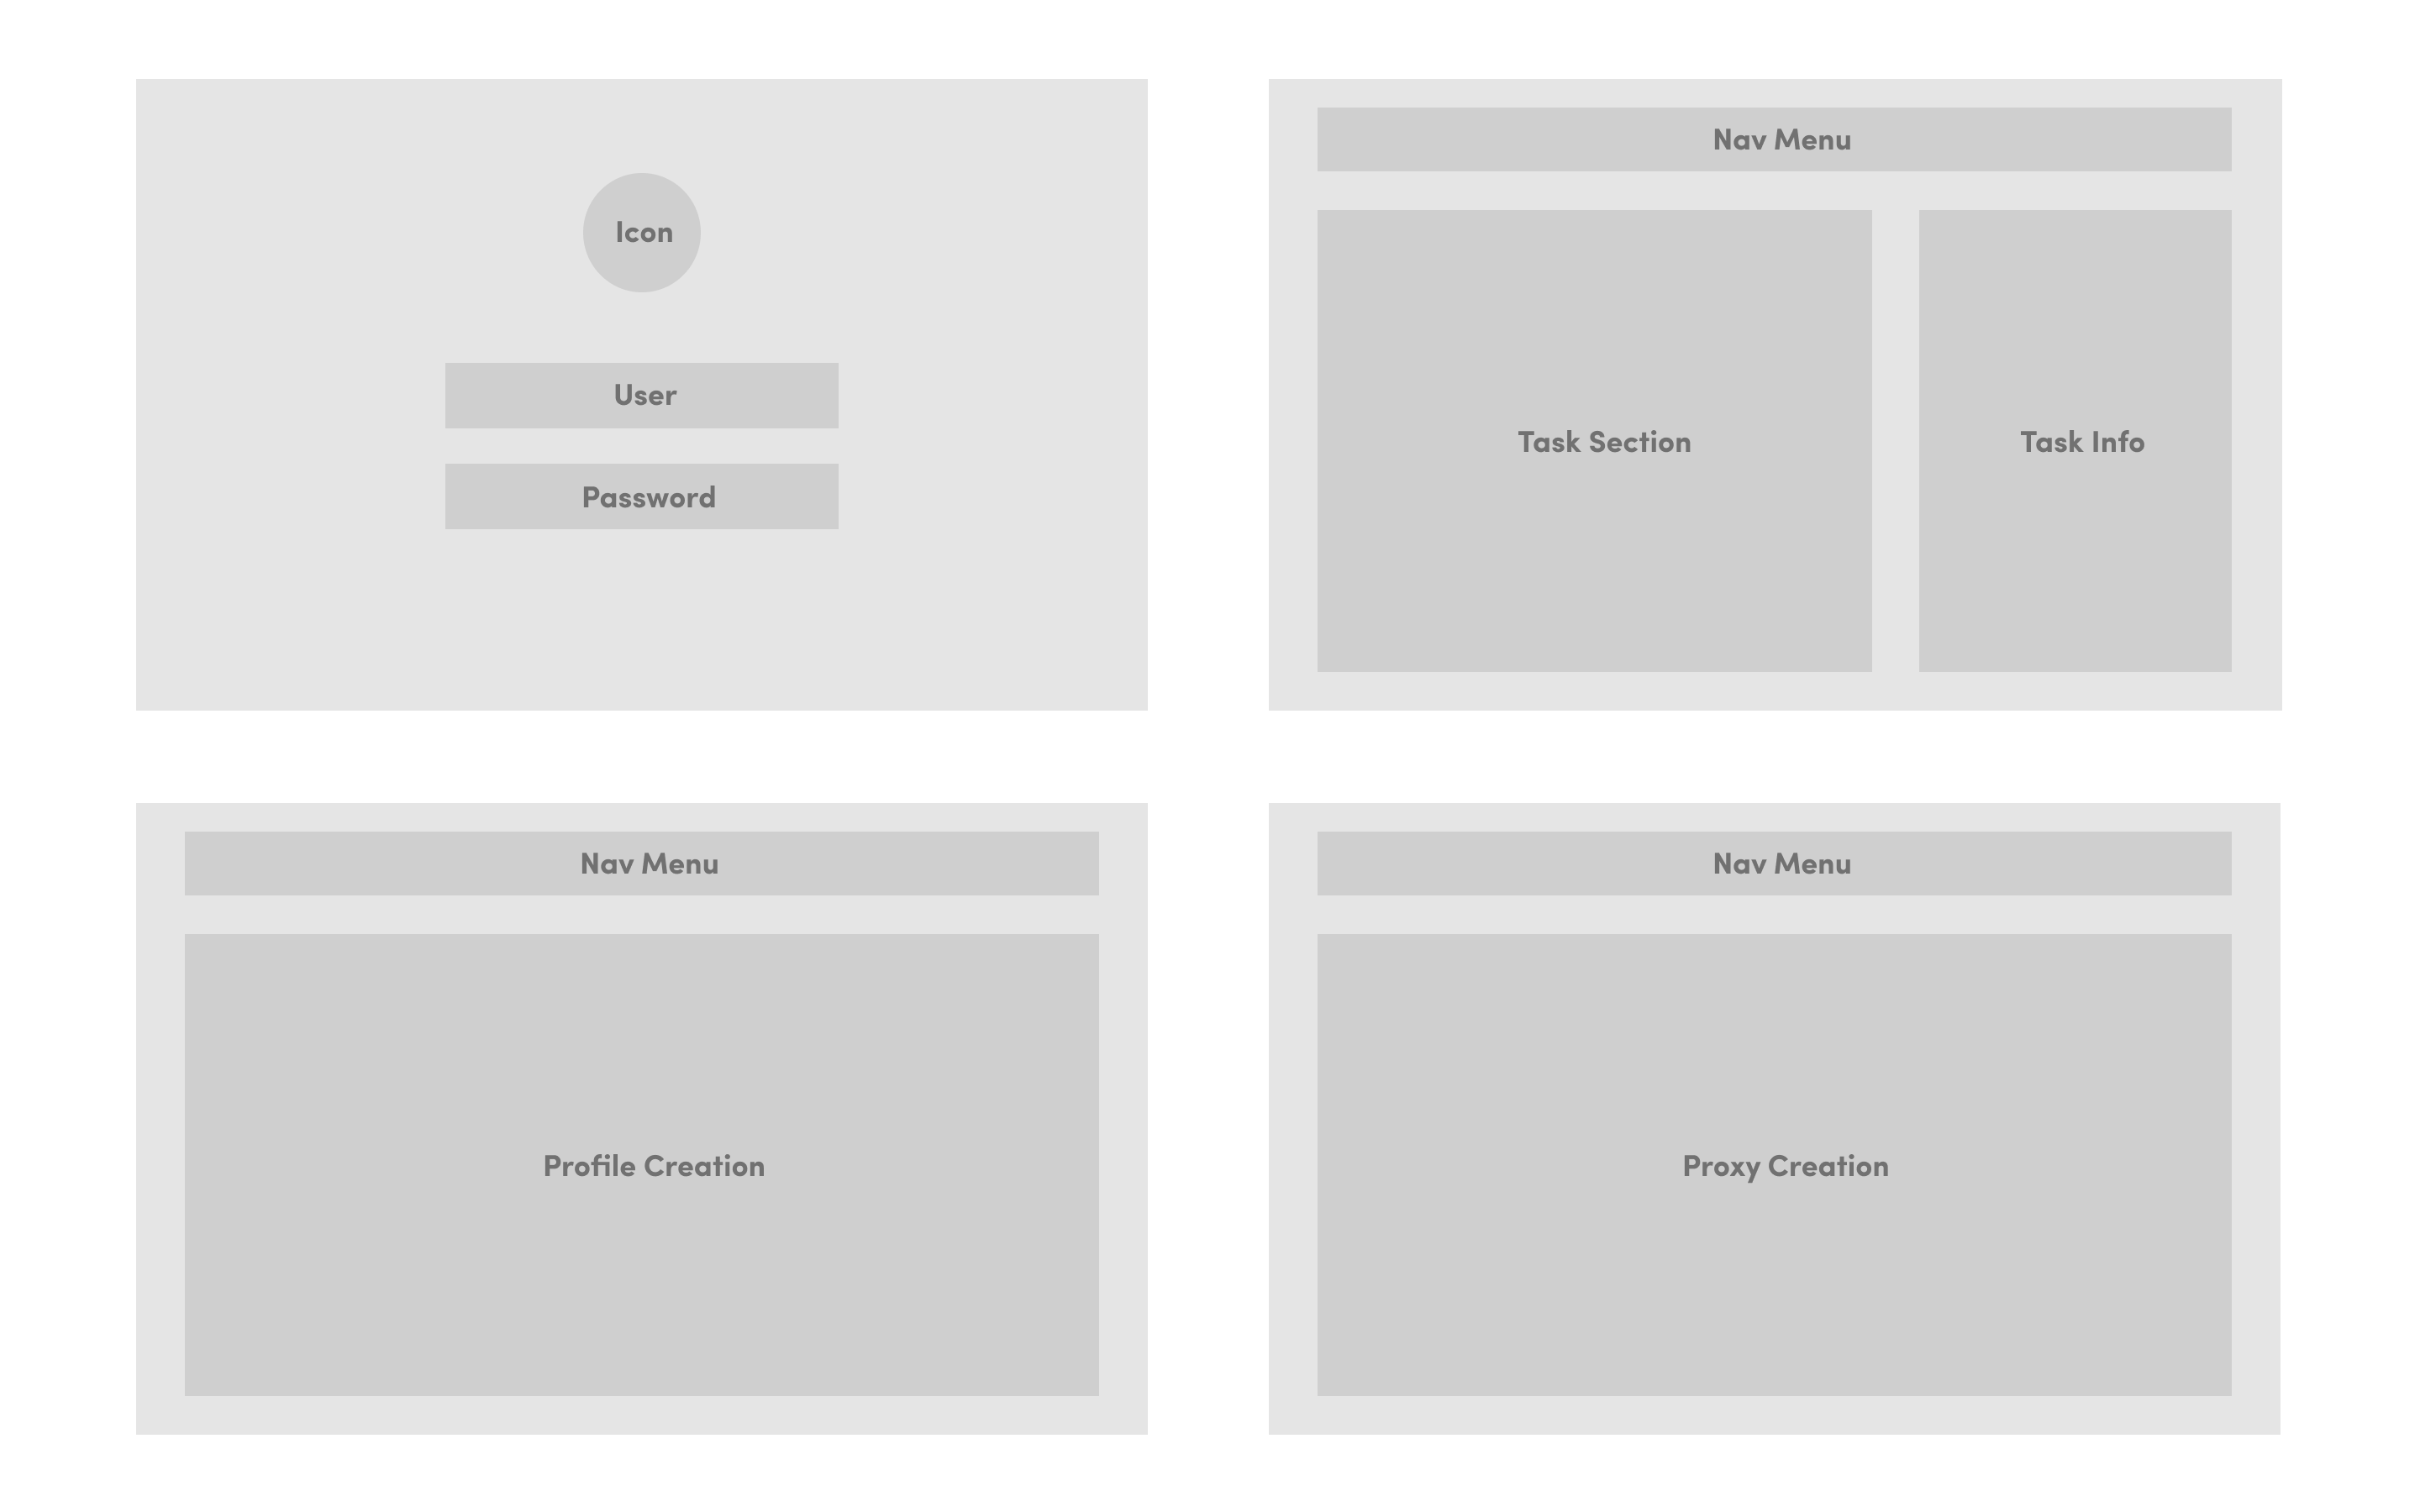 Icon
User
Password
Nav Menu
Task Section
Task Info
Nav Menu
Profile Creation
Nav Menu
Proxy Creation